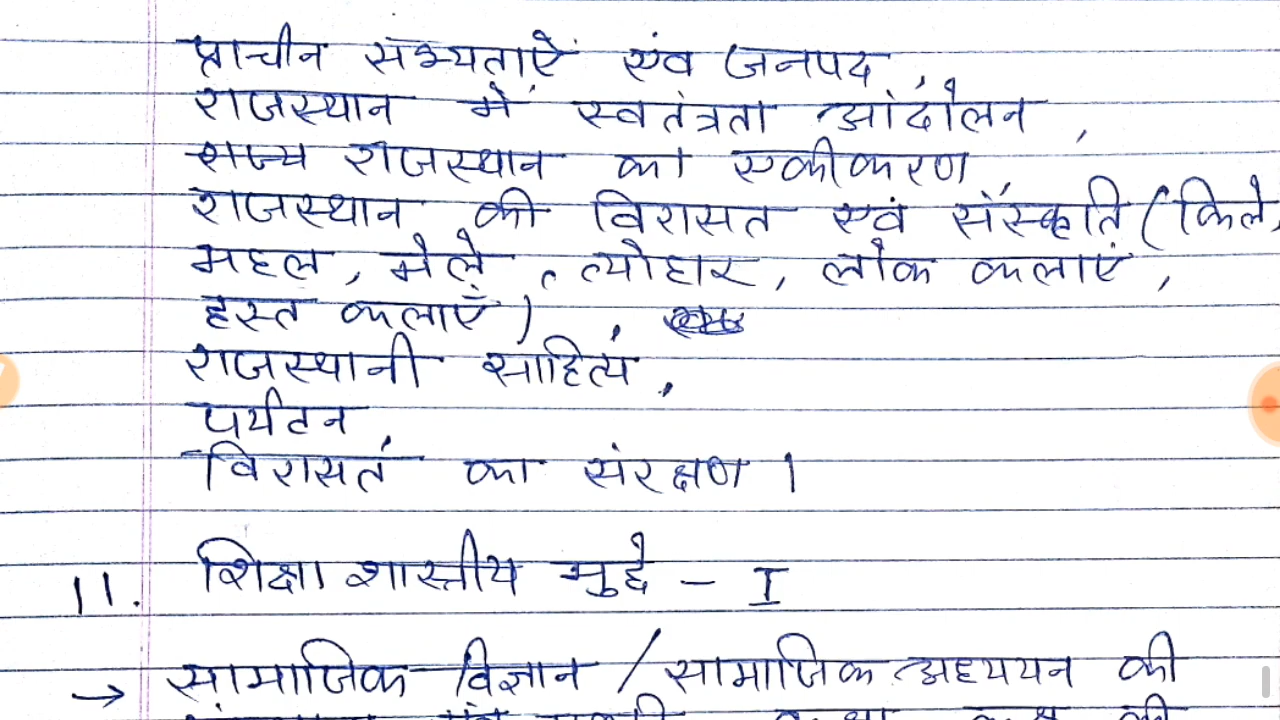 प्राचीन सभ्यताऐं एंव जनपद,
राजस्थान में स्वतंत्रता आंदोलन,
राज्य राजस्थान का एकीकरण
राजस्थान की विरासत एवं संस्कृति (किले,
महल, मेले, त्योहार, लोक कलाएं,
हस्त कलाएँ),
राजस्थानी साहित्य,
पर्यटन,
विरासत का संरक्षण।
11. शिक्षा शास्त्रीय मुद्दे - I
→ सामाजिक विज्ञान / सामाजिक अध्ययन की